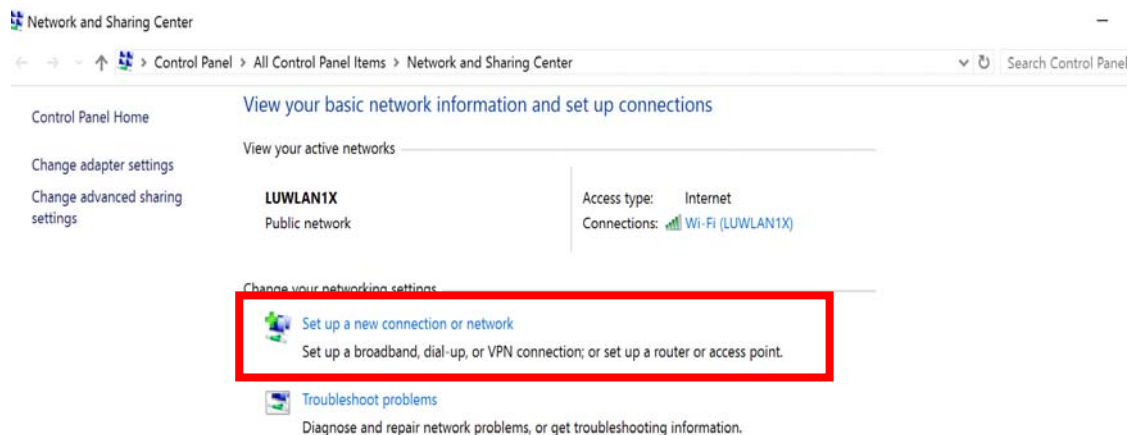 Network and Sharing Center
Control Panel > All Control Panel Items > Network and Sharing Center
Search Control Panel
Control Panel Home
Change adapter settings
Change advanced sharing
settings
View your basic network information and set up connections
View your active networks
LUWLAN1X
Public network
Access type: Internet
Connections: Wi-Fi (LUWLAN1X)
Change your networking settings
Set up a new connection or network
Set up a broadband, dial-up, or VPN connection; or set up a router or access point.
Troubleshoot problems
Diagnose and repair network problems, or get troubleshooting information.